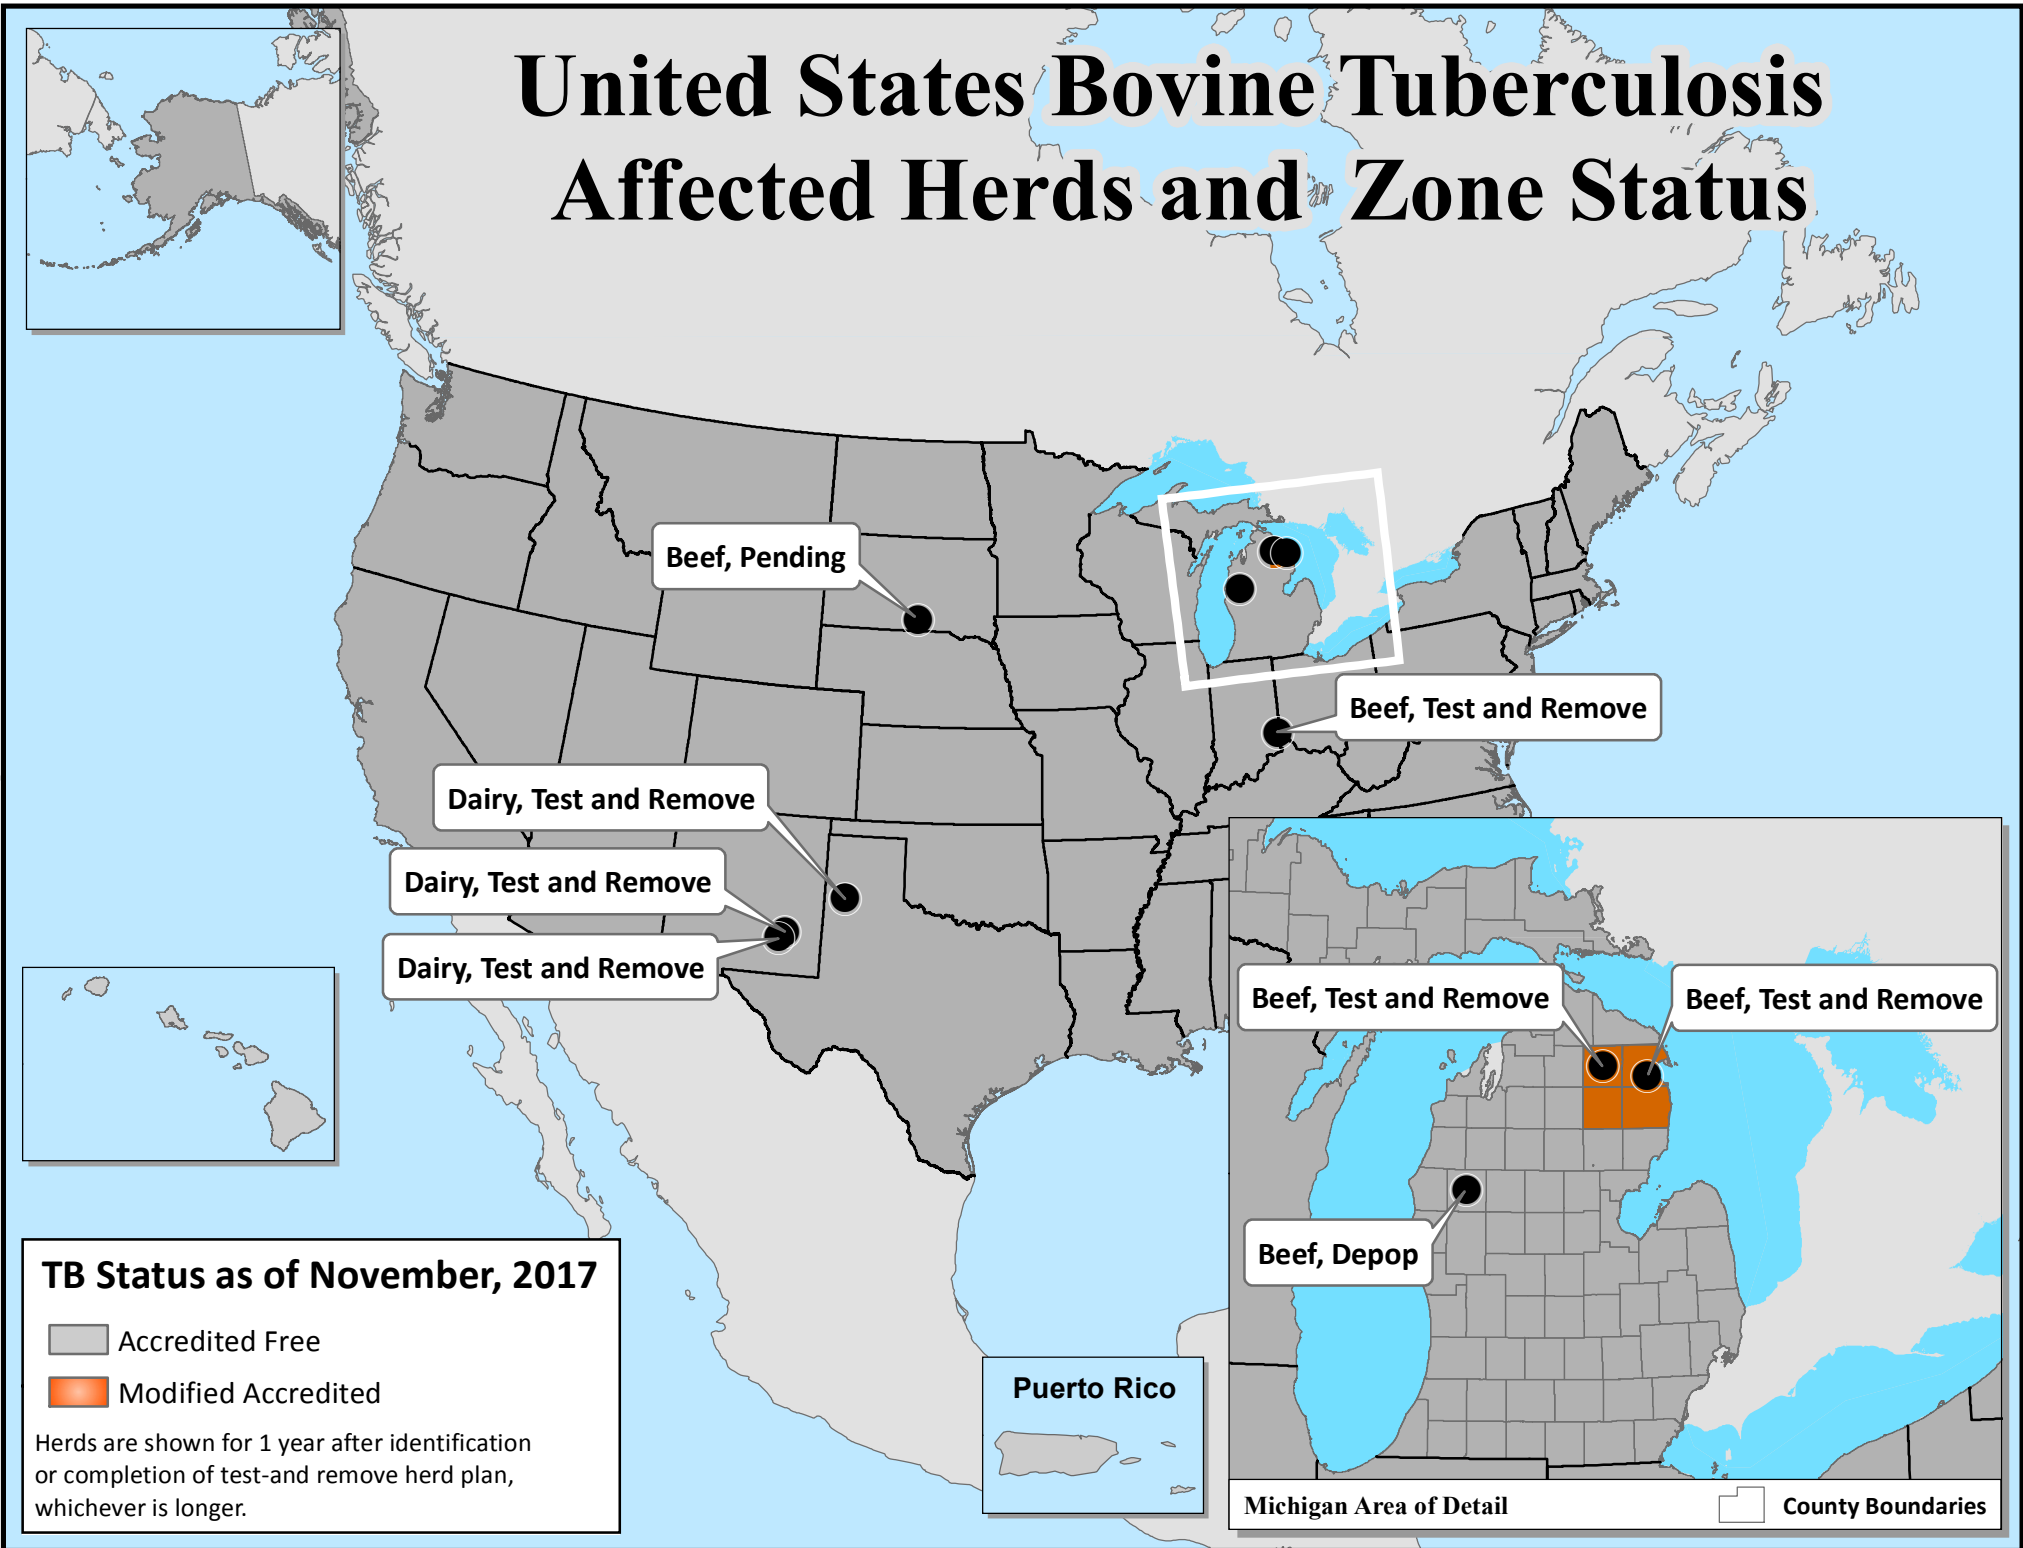 United States Bovine Tuberculosis
Affected Herds and Zone Status
Beef, Pending
Beef, Test and Remove
Dairy, Test and Remove
Dairy, Test and Remove
Dairy, Test and Remove
Beef, Test and Remove
Beef, Test and Remove
Beef, Depop
TB Status as of November, 2017
Accredited Free
Modified Accredited
Herds are shown for 1 year after identification
or completion of test-and remove herd plan,
whichever is longer.
Puerto Rico
Michigan Area of Detail
County Boundaries